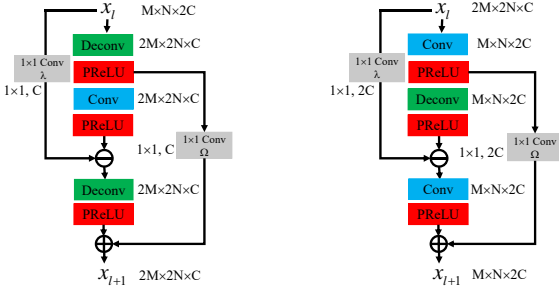 x_l M×N×2C
Deconv 2M×2N×C
1×1 Conv
λ
PReLU
1×1, C
Conv 2M×2N×C
PReLU
1×1, C
1×1 Conv
Ω
Deconv 2M×2N×C
PReLU
x_{l+1} 2M×2N×C
x_l 2M×2N×C
Conv M×N×2C
1×1 Conv
λ
PReLU
1×1, 2C
Deconv M×N×2C
PReLU
1×1, 2C
1×1 Conv
Ω
Conv M×N×2C
PReLU
x_{l+1} M×N×2C